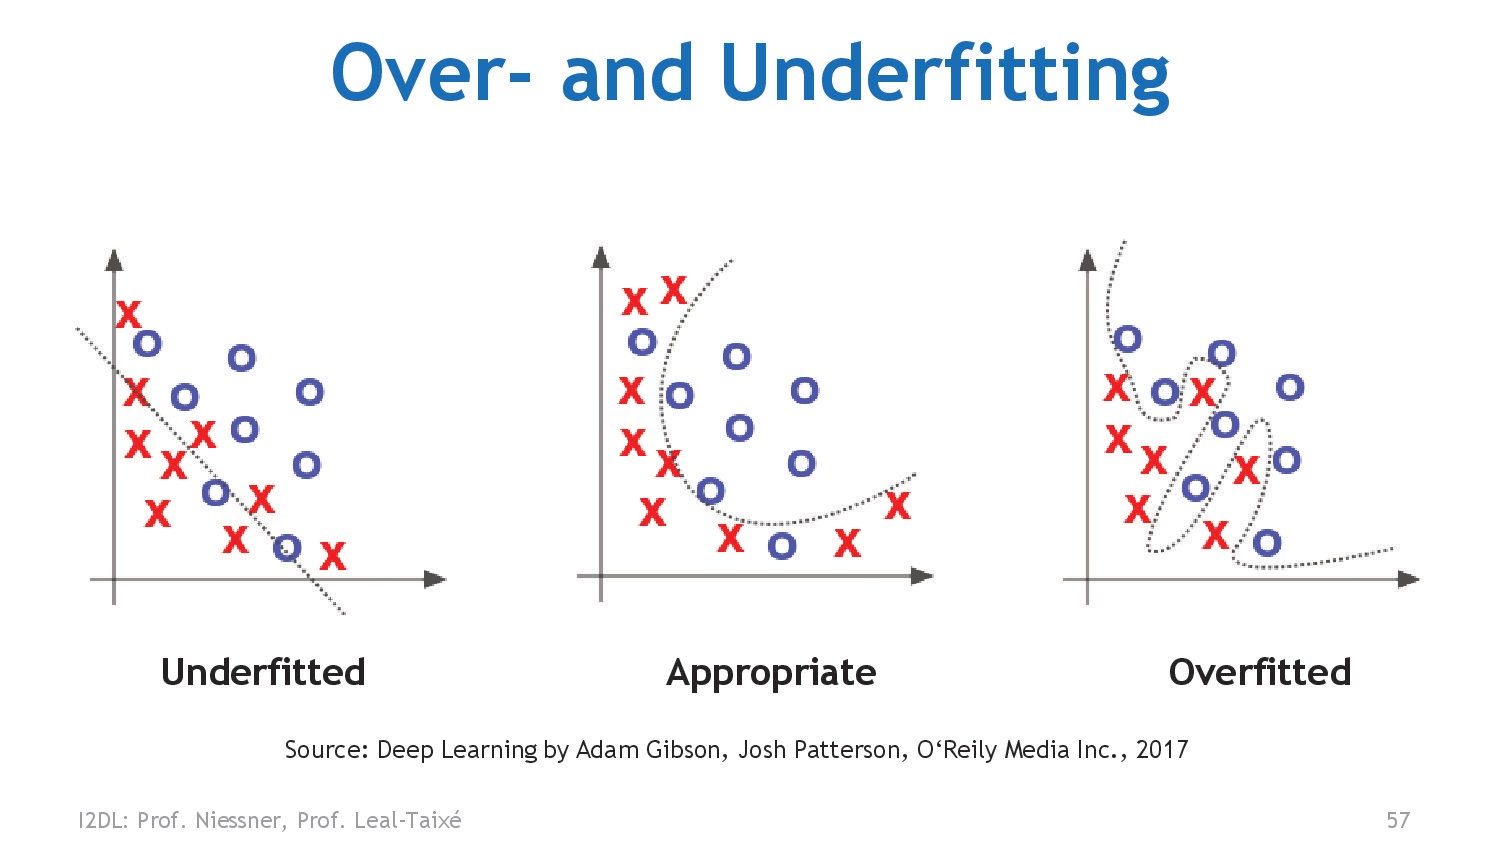 Over- and Underfitting
Underfitted
Appropriate
Overfitted
Source: Deep Learning by Adam Gibson, Josh Patterson, O‘Reily Media Inc., 2017
I2DL: Prof. Niessner, Prof. Leal-Taixé
57